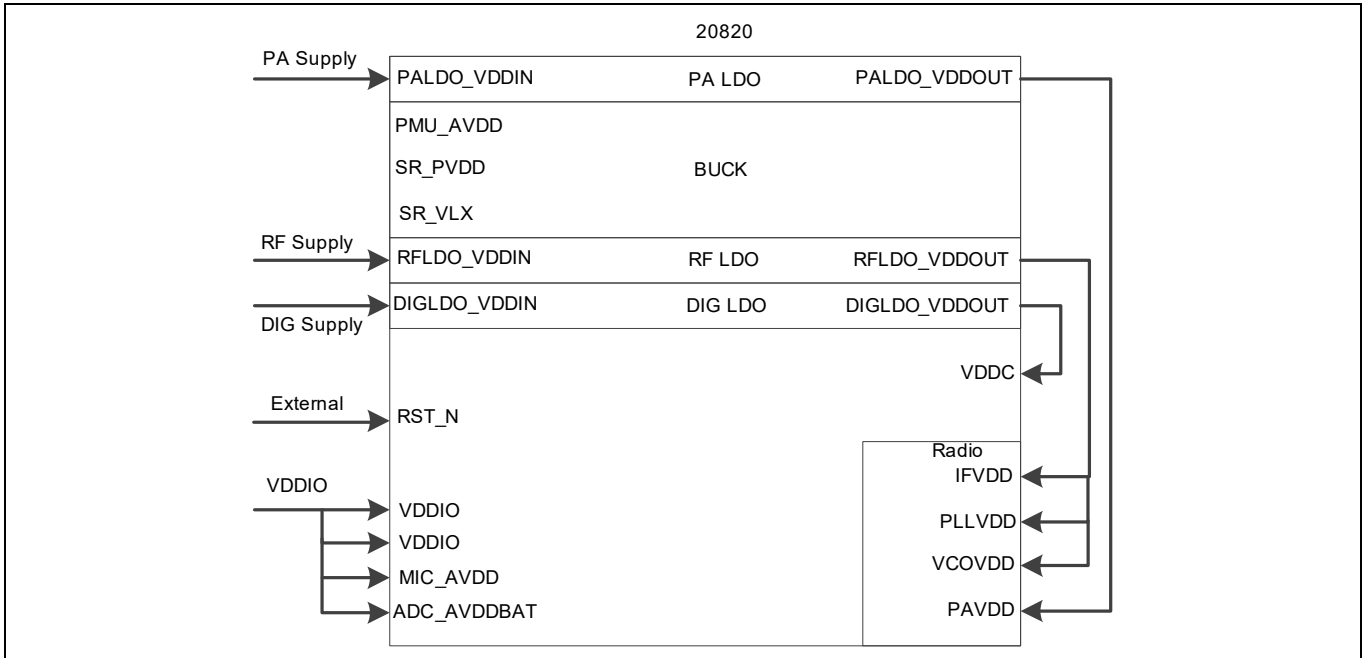 20820
PA Supply
PALDO_VDDIN PA LDO PALDO_VDDOUT
PMU_AVDD
SR_PVDD BUCK
SR_VLX
RF Supply
RFLDO_VDDIN RF LDO RFLDO_VDDOUT
DIGLDO_VDDIN DIG LDO DIGLDO_VDDOUT
DIG Supply
VDDC
External
RST_N
Radio
IFVDD
VDDIO
VDDIO
PLLVDD
VDDIO
VCOVDD
MIC_AVDD
ADC_AVDDBAT
PAVDD